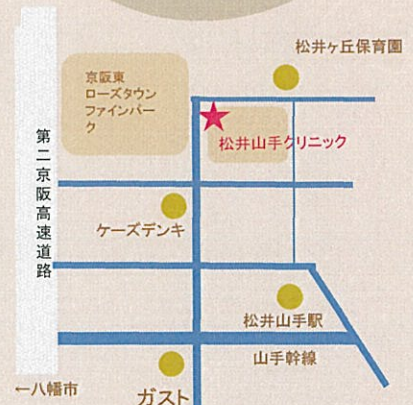 松井ヶ丘保育園
京阪東
ローズタウン
ファインパー
ク
松井山手クリニック
第二京阪高速道路
ケーズデンキ
松井山手駅
山手幹線
←八幡市
ガスト